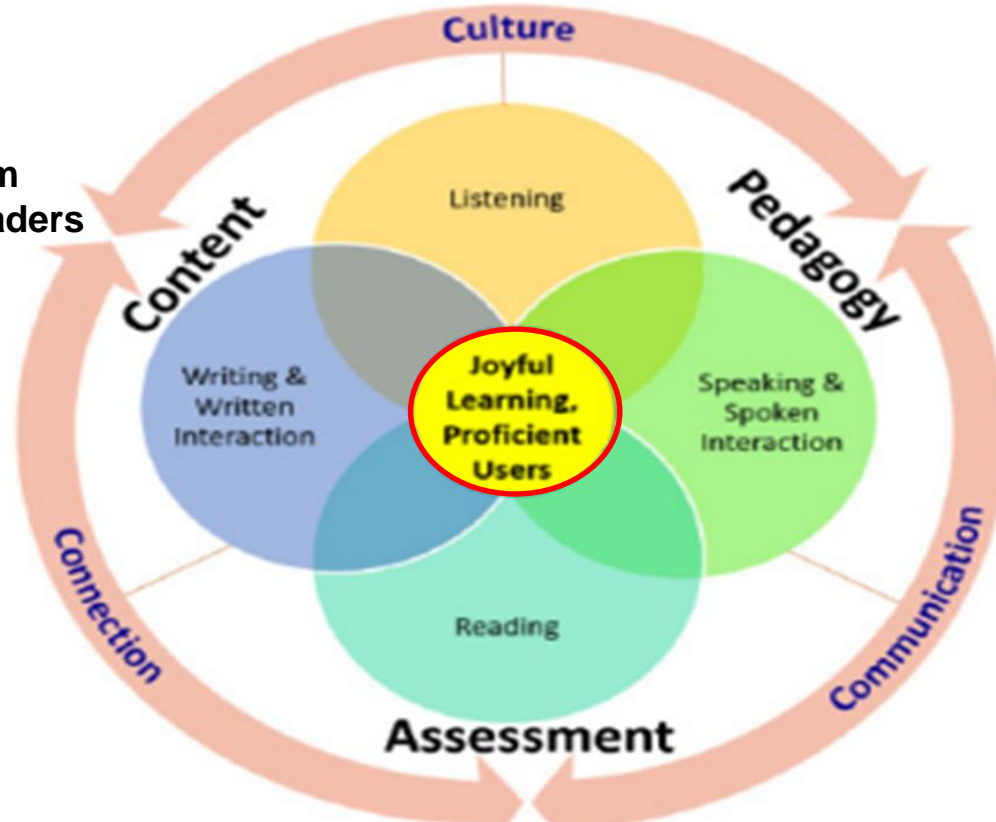 Culture
Listening
Content
Pedagogy
Writing &
Written
Interaction
Joyful
Learning,
Proficient
Users
Speaking &
Spoken
Interaction
Connection
Reading
Communication
Assessment